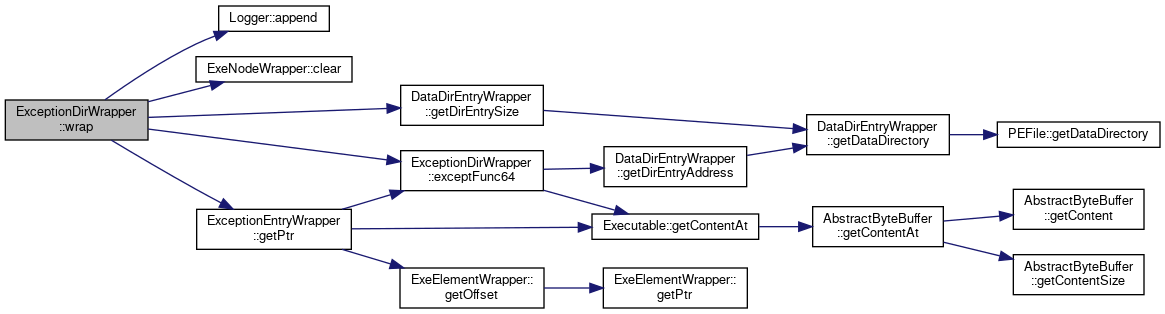 Logger::append
ExeNodeWrapper::clear
ExceptionDirWrapper
::wrap
DataDirEntryWrapper
::getDirEntrySize
DataDirEntryWrapper
::getDataDirectory
PEFile::getDataDirectory
ExceptionDirWrapper
::exceptFunc64
DataDirEntryWrapper
::getDirEntryAddress
ExceptionEntryWrapper
::getPtr
Executable::getContentAt
AbstractByteBuffer
::getContentAt
AbstractByteBuffer
::getContent
AbstractByteBuffer
::getContentSize
ExeElementWrapper::
getOffset
ExeElementWrapper::
getPtr